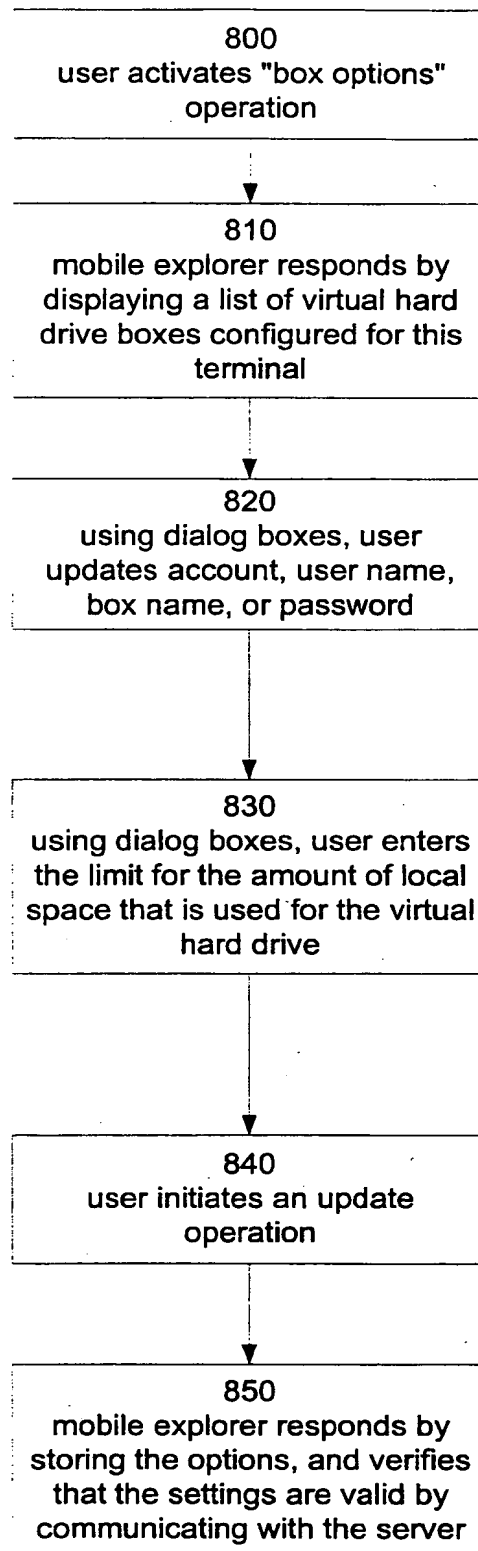 800
user activates "box options"
operation
810
mobile explorer responds by
displaying a list of virtual hard
drive boxes configured for this
terminal
820
using dialog boxes, user
updates account, user name,
box name, or password
830
using dialog boxes, user enters
the limit for the amount of local
space that is used for the virtual
hard drive
840
user initiates an update
operation
850
mobile explorer responds by
storing the options, and verifies
that the settings are valid by
communicating with the server